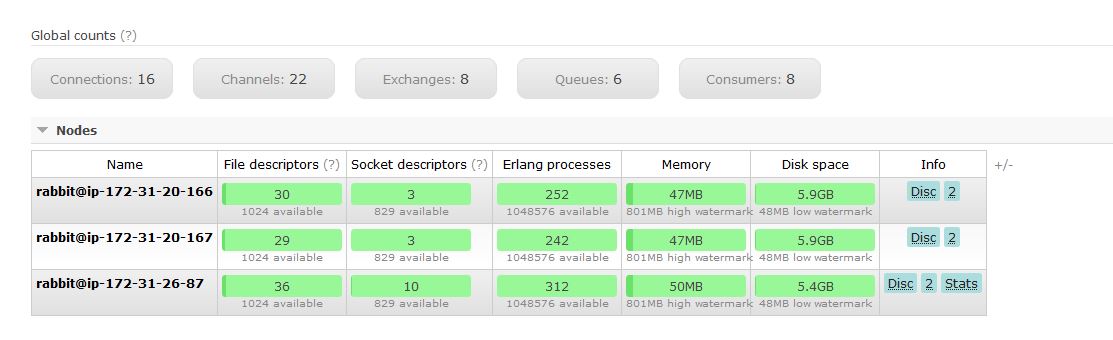 Global counts (?)
Connections: 16 Channels: 22 Exchanges: 8 Queues: 6 Consumers: 8
Nodes
Name File descriptors (?) Socket descriptors (?) Erlang processes Memory Disk space Info +/-
rabbit@ip-172-31-20-166 30 3 252 47MB 5.9GB Disc 2
1024 available 829 available 1048576 available 801MB high watermark 48MB low watermark
rabbit@ip-172-31-20-167 29 3 242 47MB 5.9GB Disc 2
1024 available 829 available 1048576 available 801MB high watermark 48MB low watermark
rabbit@ip-172-31-26-87 36 10 312 50MB 5.4GB Disc 2 Stats
1024 available 829 available 1048576 available 801MB high watermark 48MB low watermark